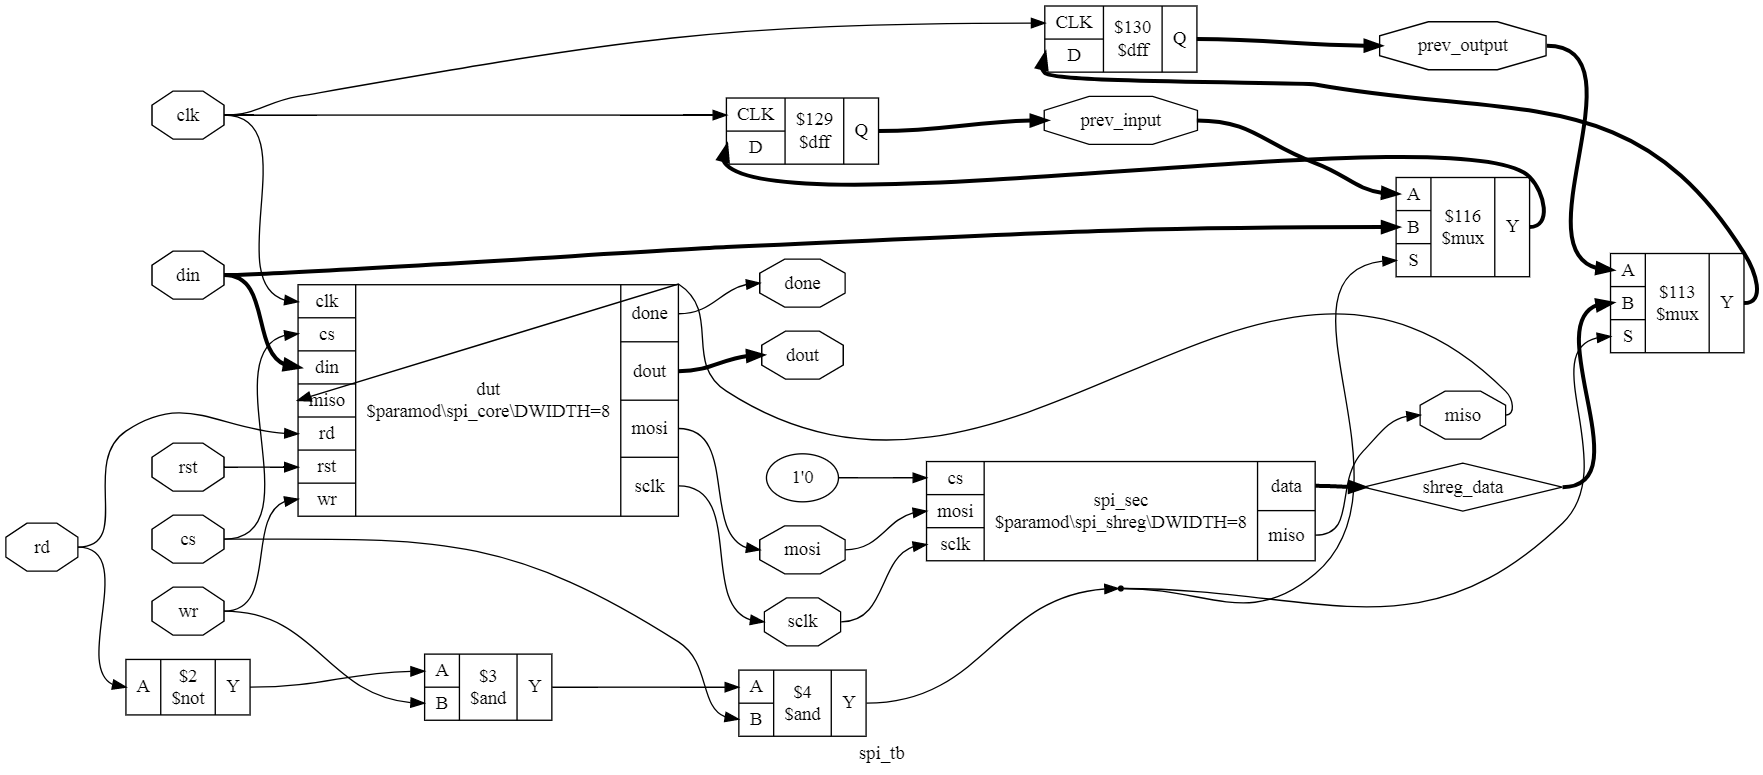 CLK
D
$130
$dff
Q
prev_output
clk
CLK
D
$129
$dff
Q
prev_input
A
B
S
$116
$mux
Y
din
done
A
B
S
$113
$mux
Y
clk
cs
din
miso
rd
rst
wr
dut
$paramod\spi_core\DWIDTH=8
done
dout
mosi
sclk
dout
miso
rst
1'0
cs
mosi
sclk
spi_sec
$paramod\spi_shreg\DWIDTH=8
data
miso
shreg_data
rd
cs
mosi
wr
sclk
A
$2
$not
Y
A
B
$3
$and
Y
A
B
$4
$and
Y
spi_tb